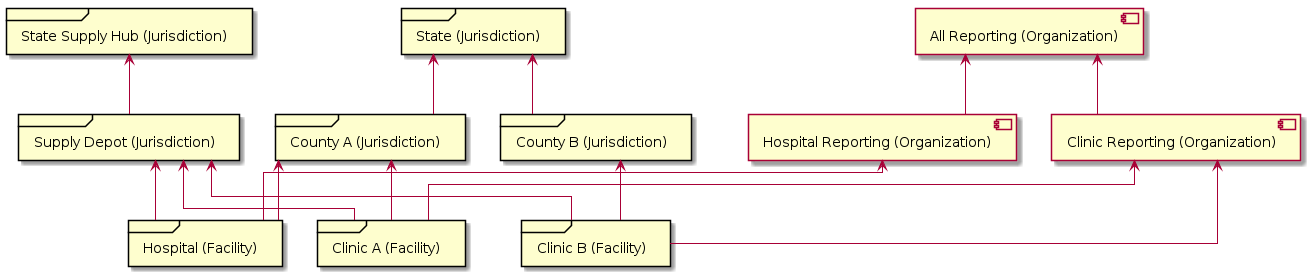 State Supply Hub (Jurisdiction)
State (Jurisdiction)
All Reporting (Organization)
Supply Depot (Jurisdiction)
County A (Jurisdiction)
County B (Jurisdiction)
Hospital Reporting (Organization)
Clinic Reporting (Organization)
Hospital (Facility)
Clinic A (Facility)
Clinic B (Facility)